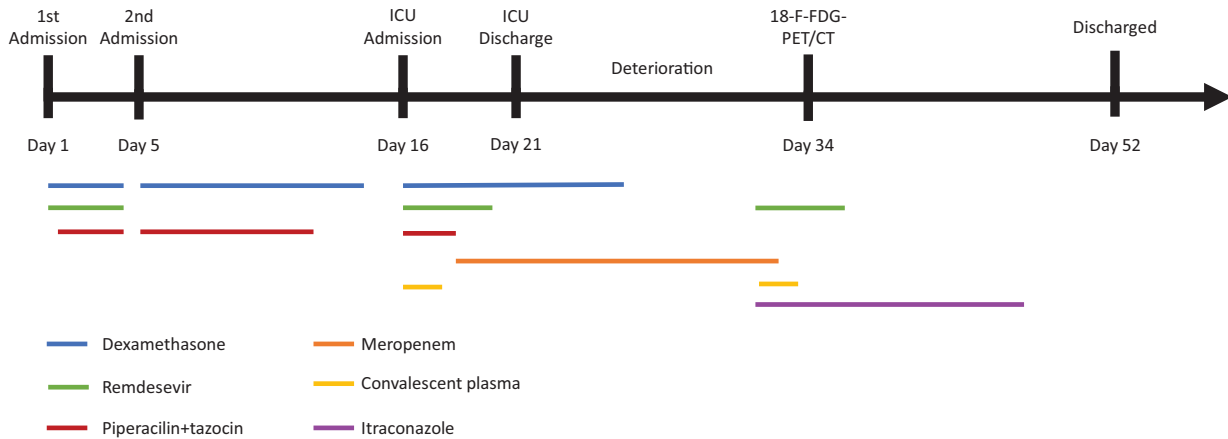 1st
Admission
2nd
Admission
ICU
Admission
ICU
Discharge
Deterioration
18-F-FDG-
PET/CT
Discharged
Day 1
Day 5
Day 16
Day 21
Day 34
Day 52
Dexamethasone
Remdesevir
Piperacilin+tazocin
Meropenem
Convalescent plasma
Itraconazole